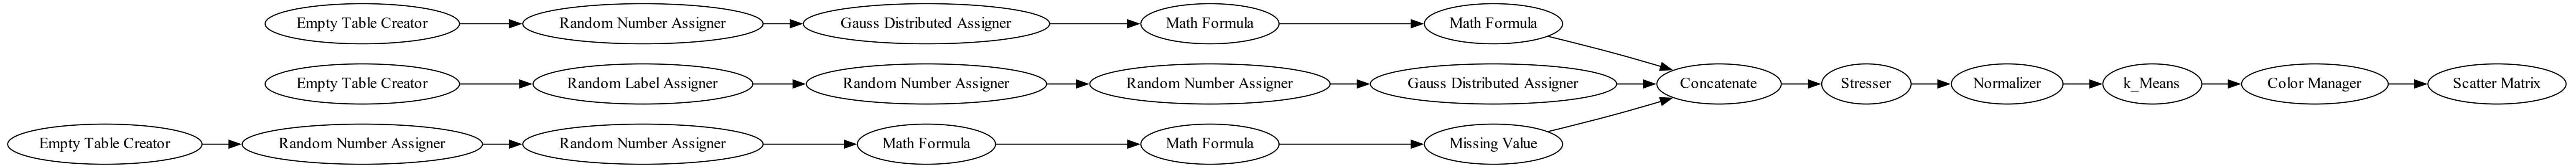 Empty Table Creator
Random Number Assigner
Gauss Distributed Assigner
Math Formula
Math Formula
Empty Table Creator
Random Label Assigner
Random Number Assigner
Random Number Assigner
Gauss Distributed Assigner
Concatenate
Stresser
Normalizer
k_Means
Color Manager
Scatter Matrix
Empty Table Creator
Random Number Assigner
Random Number Assigner
Math Formula
Math Formula
Missing Value